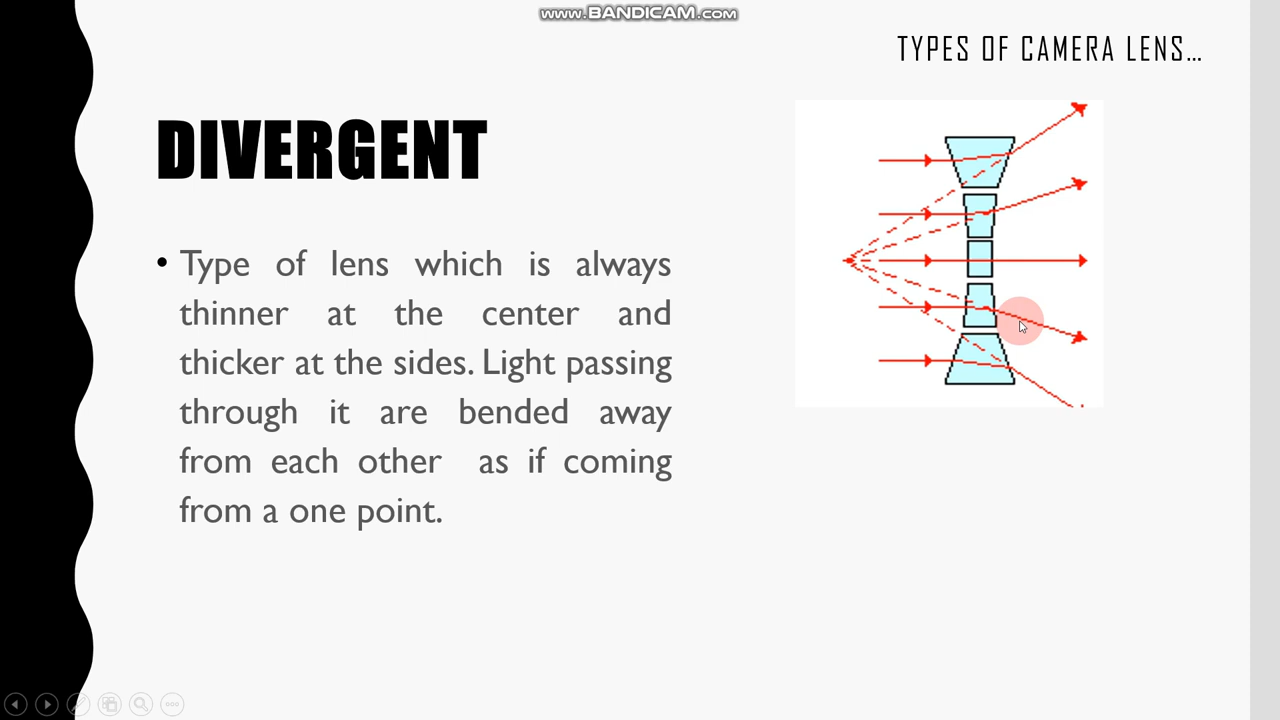 www.BANDICAM.com
TYPES OF CAMERA LENS...
DIVERGENT
• Type of lens which is always
thinner at the center and
thicker at the sides. Light passing
through it are bended away
from each other as if coming
from a one point.